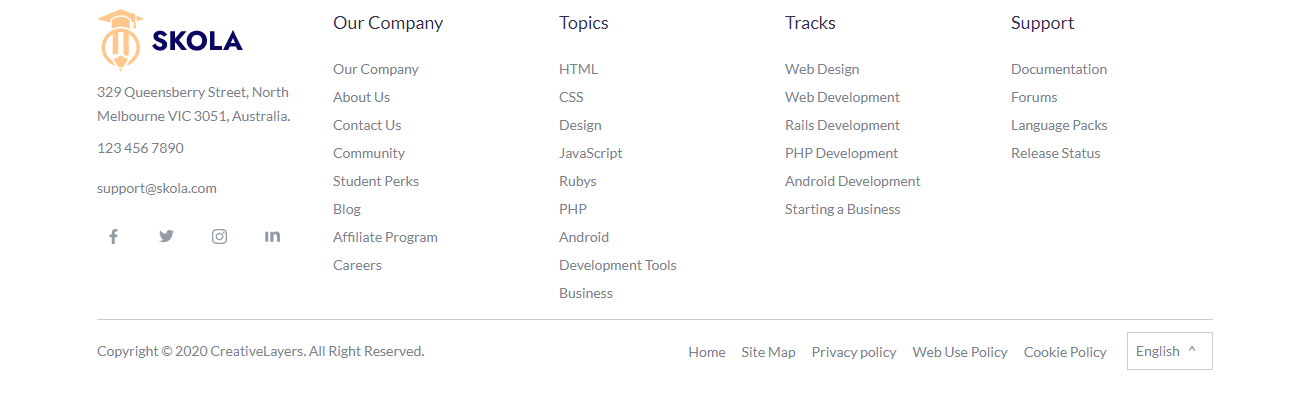 SKOLA
329 Queensberry Street, North
Melbourne VIC 3051, Australia.
123 456 7890
support@skola.com
Our Company
Our Company
About Us
Contact Us
Community
Student Perks
Blog
Affiliate Program
Careers
Topics
HTML
CSS
Design
JavaScript
Rubys
PHP
Android
Development Tools
Business
Tracks
Web Design
Web Development
Rails Development
PHP Development
Android Development
Starting a Business
Support
Documentation
Forums
Language Packs
Release Status
Copyright © 2020 CreativeLayers. All Right Reserved.
Home Site Map Privacy policy Web Use Policy Cookie Policy English ^